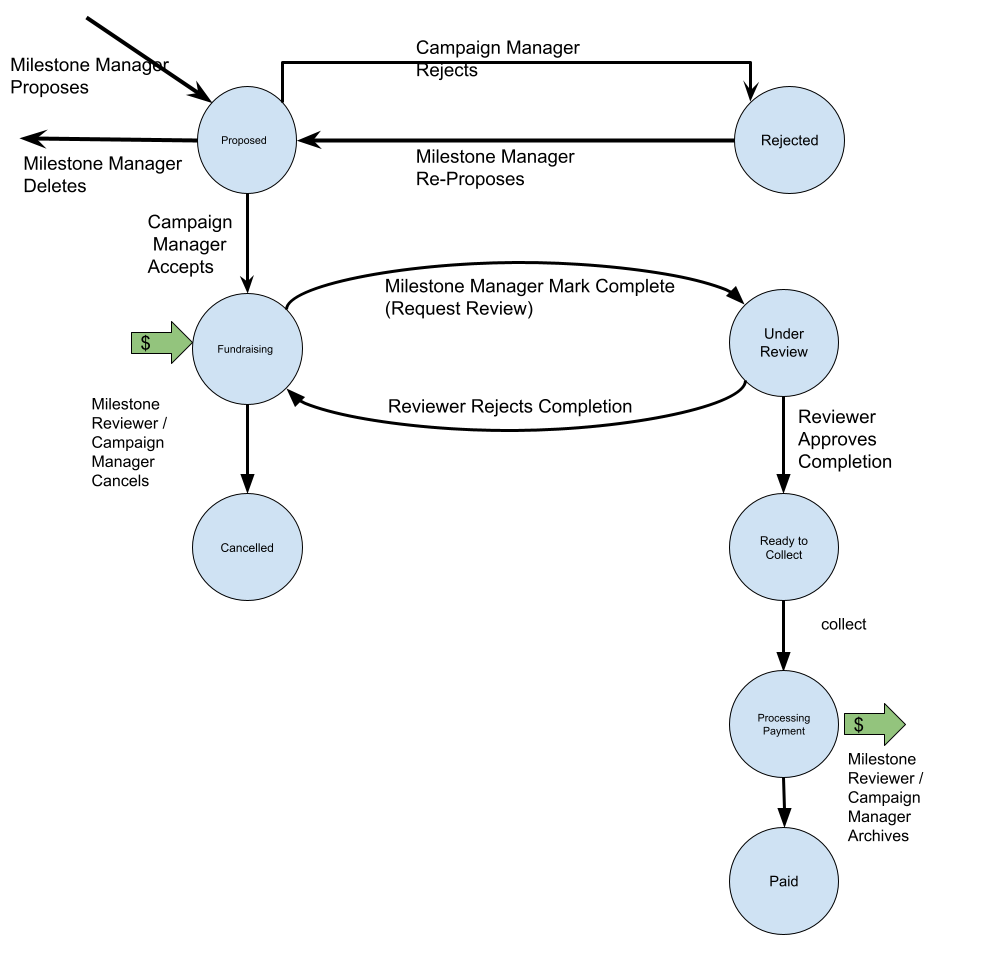 Campaign Manager
Rejects
Milestone Manager
Proposes
Proposed
Rejected
Milestone Manager
Deletes
Milestone Manager
Re-Proposes
Campaign
Manager
Accepts
Milestone Manager Mark Complete
(Request Review)
$
Fundraising
Under
Review
Reviewer Rejects Completion
Milestone
Reviewer /
Campaign
Manager
Cancels
Reviewer
Approves
Completion
Cancelled
Ready to
Collect
collect
Processing
Payment
$
Milestone
Reviewer /
Campaign
Manager
Archives
Paid